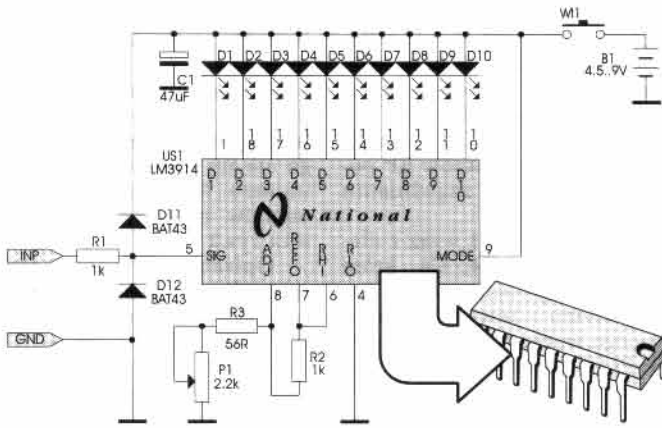 WI1
B1
4.5..9V
C1
47uF
D1 D2 D3 D4 D5 D6 D7 D8 D9 D10
1 18 17 16 15 14 13 12 11 10
US1
LM3914
D1 D2 D3 D4 D5 D6 D7 D8 D9 D10
National
D11
BAT43
INP
R1
1k
5
SIG
ADJ
REFO
RHI
RLO
MODE
9
D12
BAT43
8 7 6 4
GND
R3
56R
P1
2.2k
R2
1k